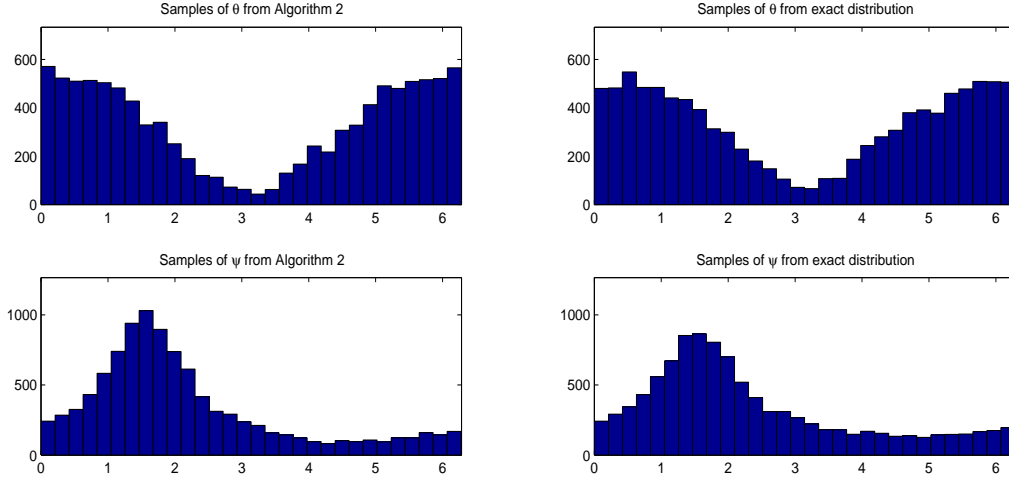 Samples of θ from Algorithm 2
600
400
200
0
0 1 2 3 4 5 6
Samples of θ from exact distribution
600
400
200
0
0 1 2 3 4 5 6
Samples of ψ from Algorithm 2
1000
500
0
0 1 2 3 4 5 6
Samples of ψ from exact distribution
1000
500
0
0 1 2 3 4 5 6